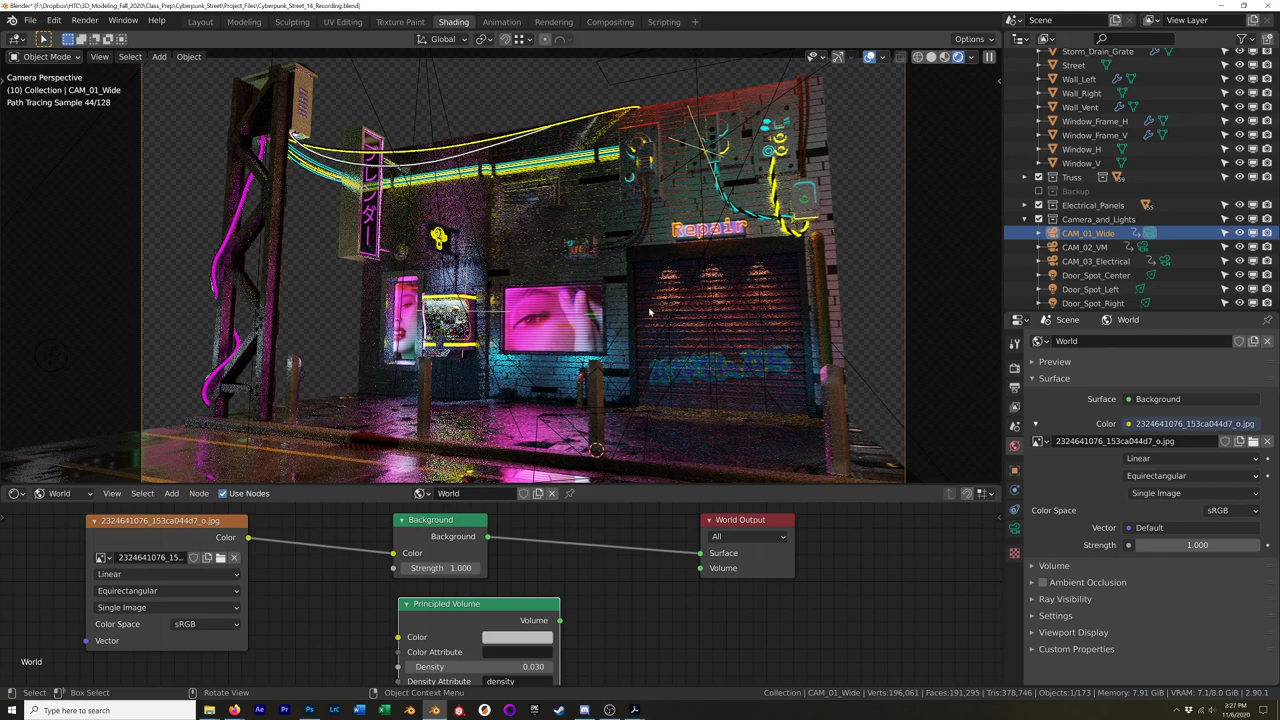 Blender* [F:\Dropbox\HTC\3D_Modeling_Fall_2020\Class_Prep\Cyberpunk_Street\Project_Files\Cyberpunk_Street_14_Recording.blend]
File Edit Render Window Help Layout Modeling Sculpting UV Editing Texture Paint Shading Animation Rendering Compositing Scripting + Scene View Layer
Global Options
Object Mode View Select Add Object
Camera Perspective
(10) Collection | CAM_01_Wide
Path Tracing Sample 44/128
Repair
Storm_Drain_Grate
Street
Wall_Left
Wall_Right
Wall_Vent
Window_Frame_H
Window_Frame_V
Window_H
Window_V
Truss
Backup
Electrical_Panels
Camera_and_Lights
CAM_01_Wide
CAM_02_VM
CAM_03_Electrical
Door_Spot_Center
Door_Spot_Left
Door_Spot_Right
Scene World
World
Preview
Surface
Surface Background
Color 2324641076_153ca044d7_o.jpg
2324641076_153ca044d7_o.jpg
Linear
Equirectangular
Single Image
Color Space sRGB
Vector Default
Strength 1.000
Volume
Ambient Occlusion
Ray Visibility
Settings
Viewport Display
Custom Properties
World View Select Add Node Use Nodes World
2324641076_153ca044d7_o.jpg
Color
2324641076_15...
Linear
Equirectangular
Single Image
Color Space sRGB
Vector
Background
Background
Color
Strength 1.000
World Output
All
Surface
Volume
Principled Volume
Volume
Color
Color Attribute
Density 0.030
Density Attribute density
World
Select Box Select Rotate View Object Context Menu
Collection | CAM_01_Wide | Verts:196,061 | Faces:191,295 | Tris:378,746 | Objects:1/173 | Memory: 7.91 GiB | VRAM: 7.1/8.0 GiB | 2.90.1
Type here to search
2:27 PM
11/6/2020